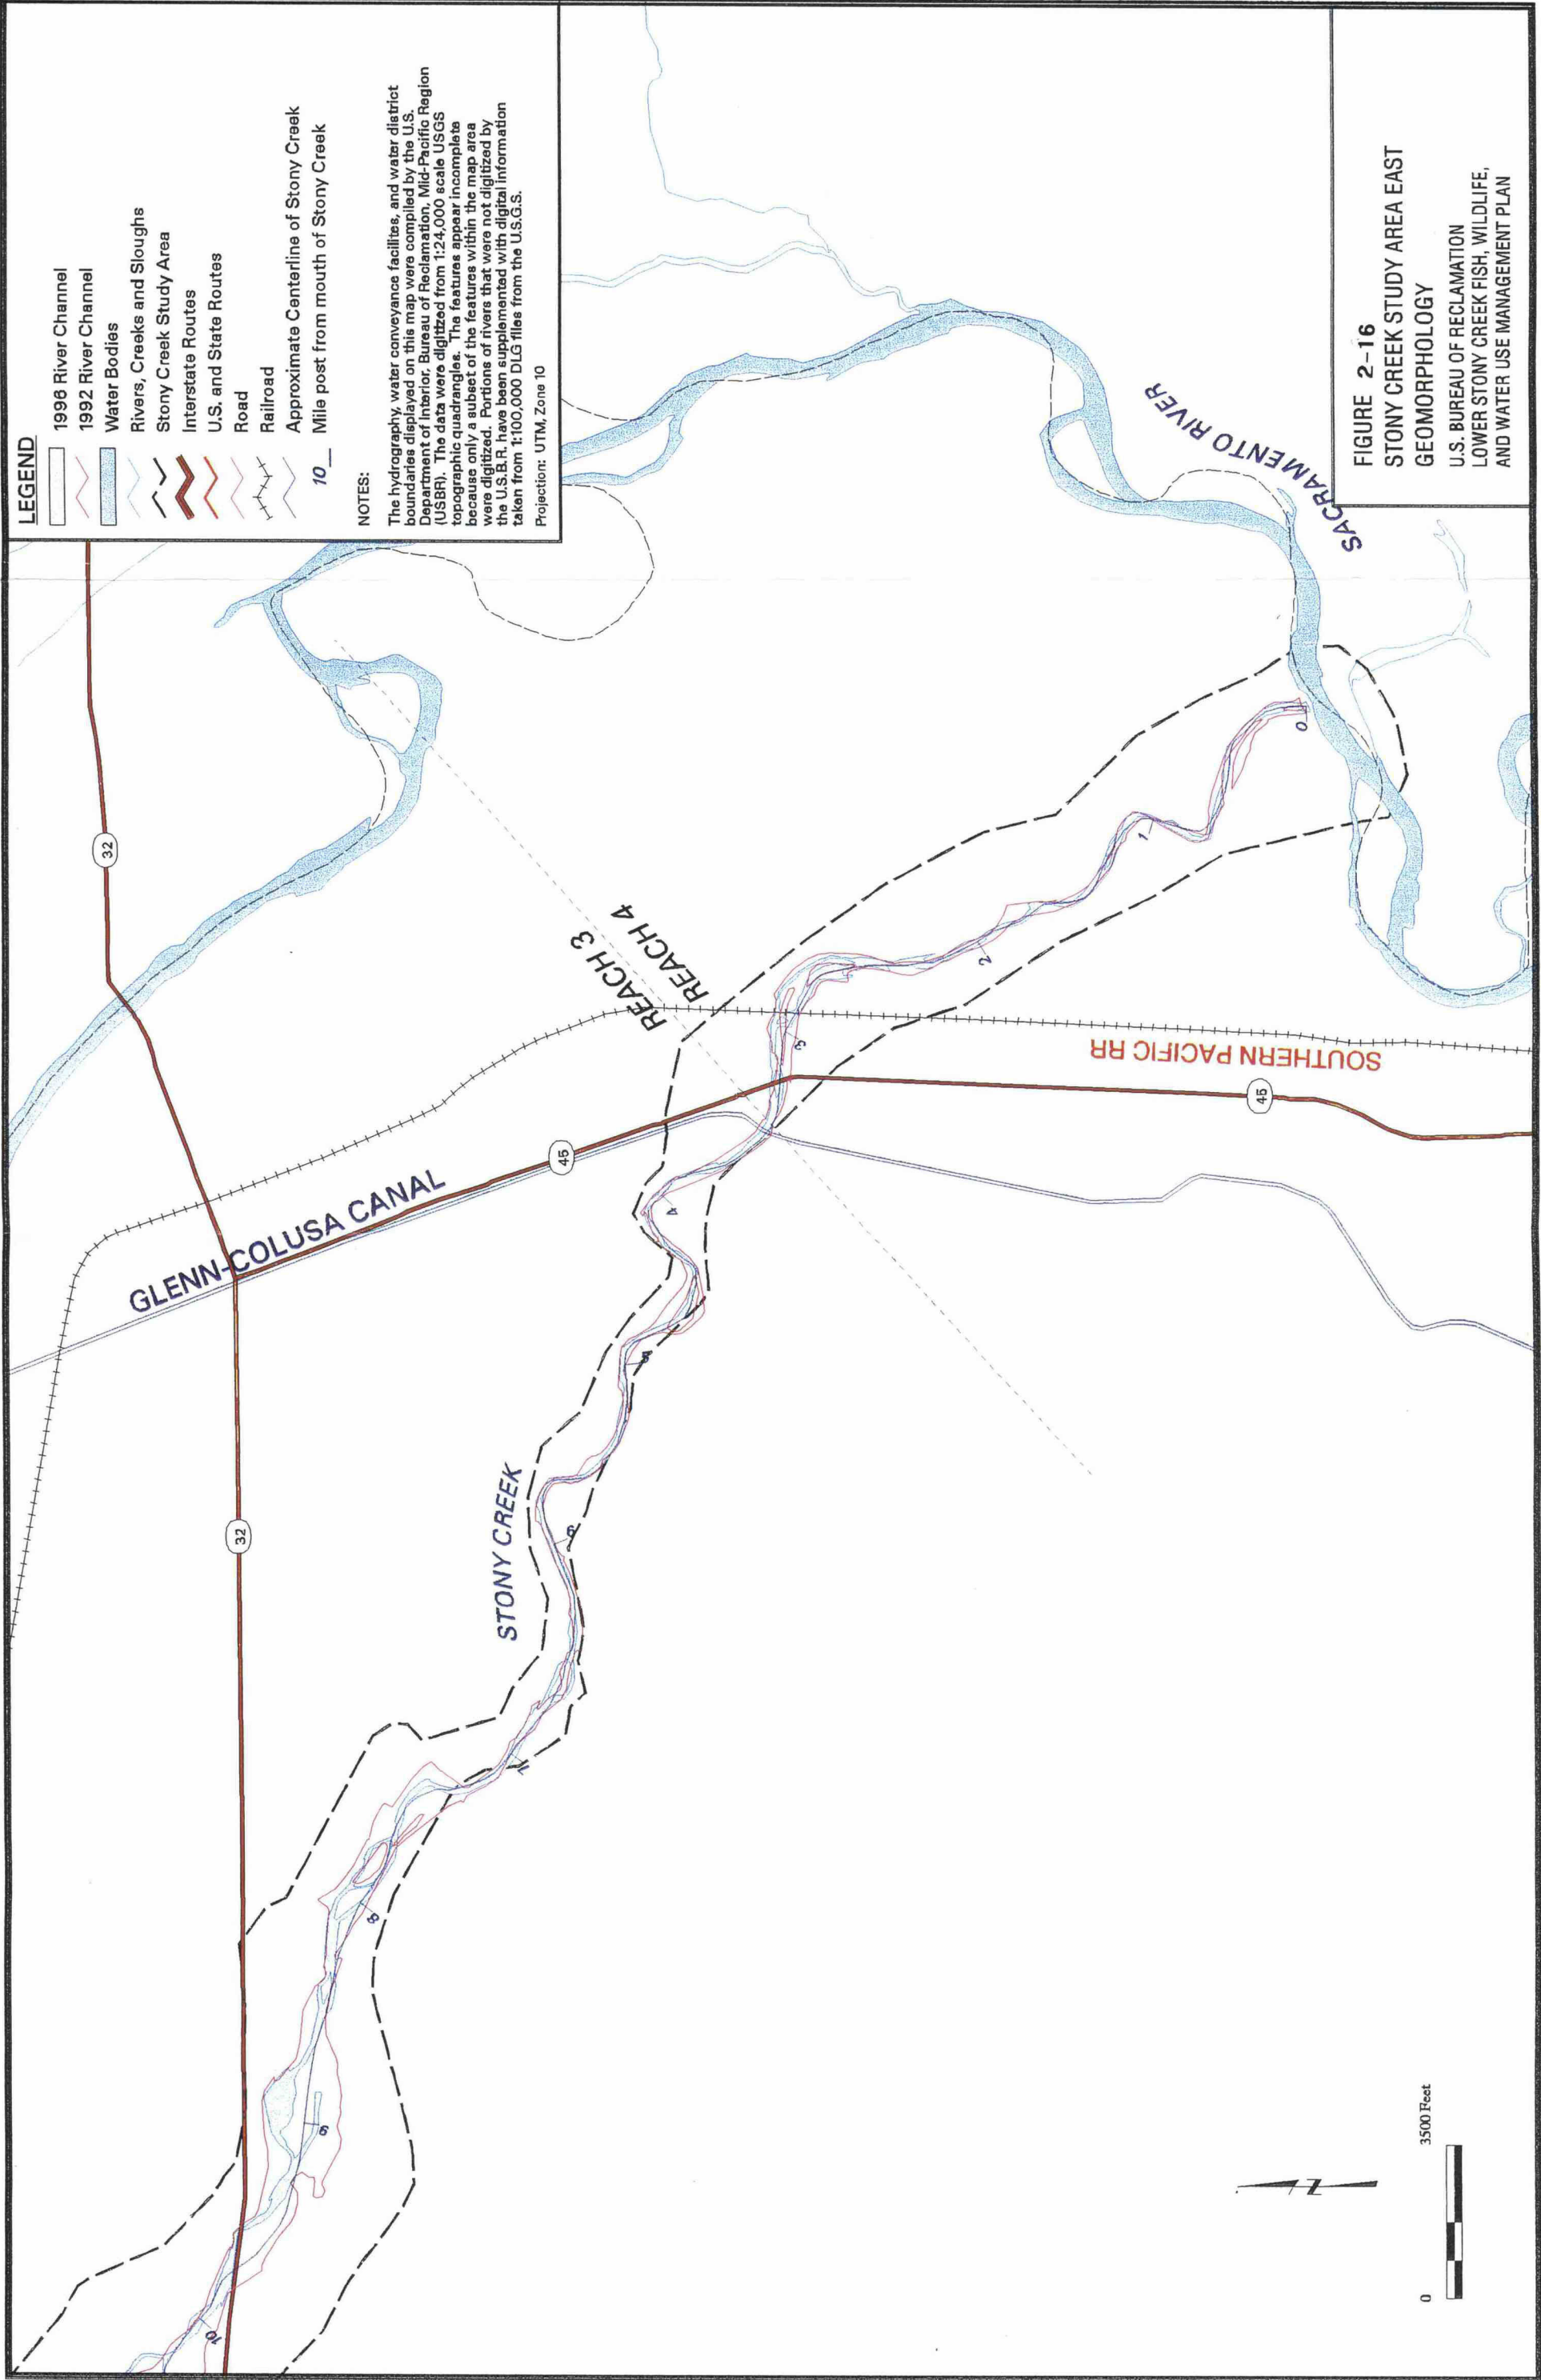 LEGEND
1996 River Channel
1992 River Channel
Water Bodies
Rivers, Creeks and Sloughs
Stony Creek Study Area
Interstate Routes
U.S. and State Routes
Road
Railroad
Approximate Centerline of Stony Creek
10 Mile post from mouth of Stony Creek
NOTES:
The hydrography, water conveyance facilites, and water district
boundaries displayed on this map were compiled by the U.S.
Department of Interior, Bureau of Reclamation, Mid-Pacific Region
(USBR). The data were digitized from 1:24,000 scale USGS
topographic quadrangles. The features appear incomplete
because only a subset of the features within the map area
were digitized. Portions of rivers that were not digitized by
the U.S.B.R. have been supplemented with digital information
taken from 1:100,000 DLG files from the U.S.G.S.
Projection: UTM, Zone 10
32
32
GLENN-COLUSA CANAL
45
STONY CREEK
REACH 3
REACH 4
10
9
8
7
6
5
4
3
2
1
0
SOUTHERN PACIFIC RR
45
SACRAMENTO RIVER
N
0
3500 Feet
FIGURE 2-16
STONY CREEK STUDY AREA EAST
GEOMORPHOLOGY
U.S. BUREAU OF RECLAMATION
LOWER STONY CREEK FISH, WILDLIFE,
AND WATER USE MANAGEMENT PLAN